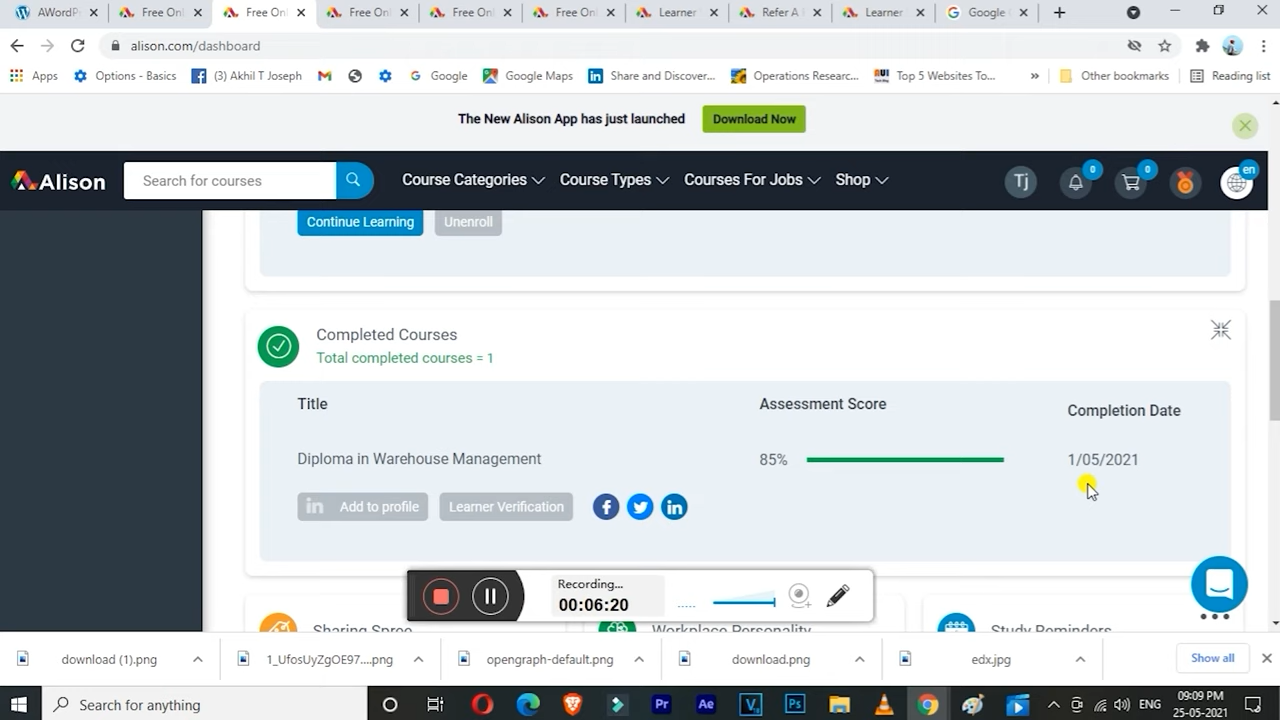 AWordP
Free Onl
Free Onl
Free Onl
Free Onl
Free Onl
Learner
Refer A
Learner
Google
alison.com/dashboard
Apps
Options - Basics
(3) Akhil T Joseph
Google
Google Maps
Share and Discover...
Operations Researc...
Top 5 Websites To...
»
Other bookmarks
Reading list
The New Alison App has just launched
Download Now
Alison
Search for courses
Course Categories
Course Types
Courses For Jobs
Shop
Tj
0
0
en
Continue Learning
Unenroll
Completed Courses
Total completed courses = 1
Title
Assessment Score
Completion Date
Diploma in Warehouse Management
85%
1/05/2021
in Add to profile
Learner Verification
Recording...
00:06:20
Sharing Spree
Workplace Personality
Study Reminders
download (1).png
1_UfosUyZgOE97....png
opengraph-default.png
download.png
edx.jpg
Show all
Search for anything
Pr
Ae
Ps
ENG
09:09 PM
25-05-2021